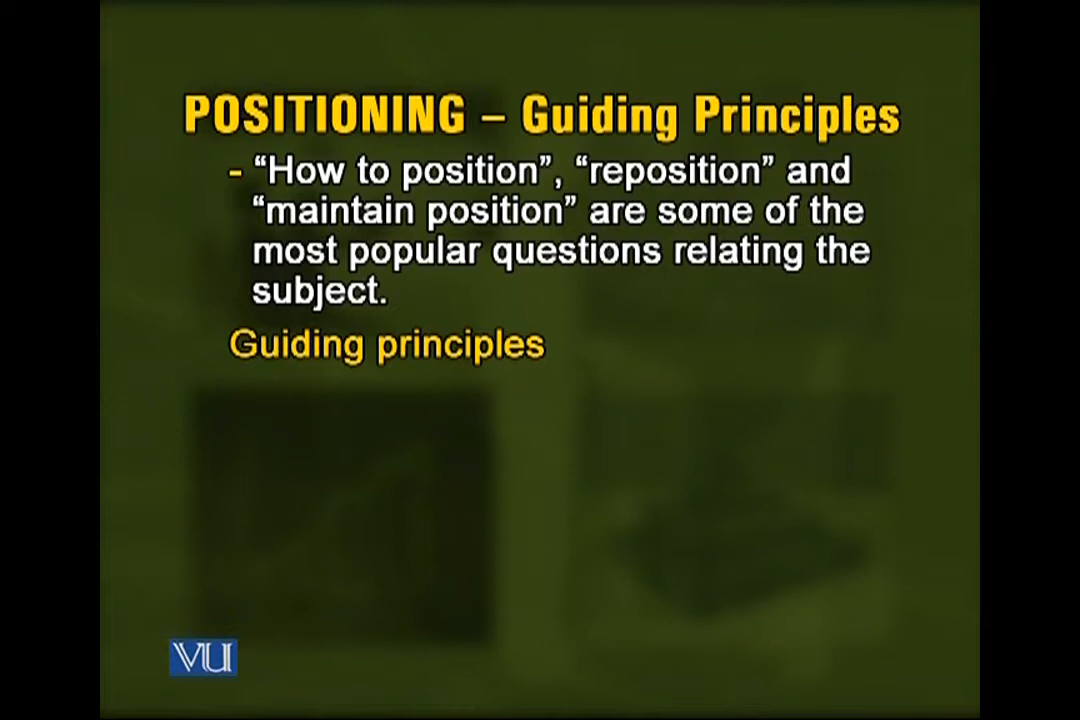 POSITIONING – Guiding Principles
- “How to position”, “reposition” and
“maintain position” are some of the
most popular questions relating the
subject.
Guiding principles
VU